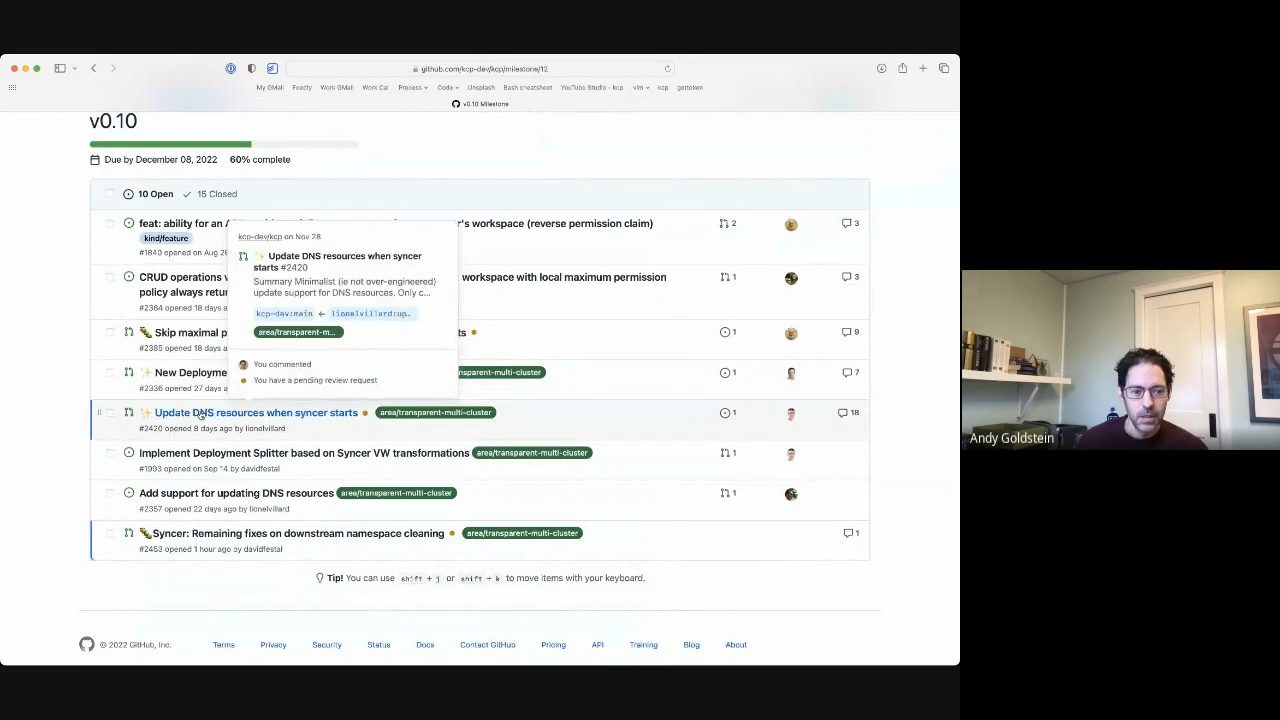 github.com/kcp-dev/kcp/milestone/12
My GMail Feedly Work GMail Work Cal Process Code Unsplash Bash cheatsheet YouTube Studio - kcp vim kcp gettoken
v0.10 Milestone
v0.10
Due by December 08, 2022 60% complete
10 Open 15 Closed
feat: ability for an A r's workspace (reverse permission claim) 2 3
kind/feature
#1840 opened on Aug 26
CRUD operations w workspace with local maximum permission 1 3
policy always retur
#2384 opened 18 days a
Skip maximal p ts 1 9
#2385 opened 18 days a
New Deployme nsparent-multi-cluster 1 7
#2336 opened 27 days a
kcp-dev/kcp on Nov 28
✨ Update DNS resources when syncer
starts #2420
Summary Minimalist (ie not over-engineered)
update support for DNS resources. Only c...
kcp-dev:main ← lionelvillard:up…
area/transparent-m...
You commented
You have a pending review request
✨ Update DNS resources when syncer starts area/transparent-multi-cluster 1 18
#2420 opened 8 days ago by lionelvillard
Implement Deployment Splitter based on Syncer VW transformations area/transparent-multi-cluster 1
#1993 opened on Sep 14 by davidfestal
Add support for updating DNS resources area/transparent-multi-cluster 1
#2357 opened 22 days ago by lionelvillard
Syncer: Remaining fixes on downstream namespace cleaning area/transparent-multi-cluster 1
#2453 opened 1 hour ago by davidfestal
Tip! You can use shift + j or shift + k to move items with your keyboard.
© 2022 GitHub, Inc. Terms Privacy Security Status Docs Contact GitHub Pricing API Training Blog About
Andy Goldstein